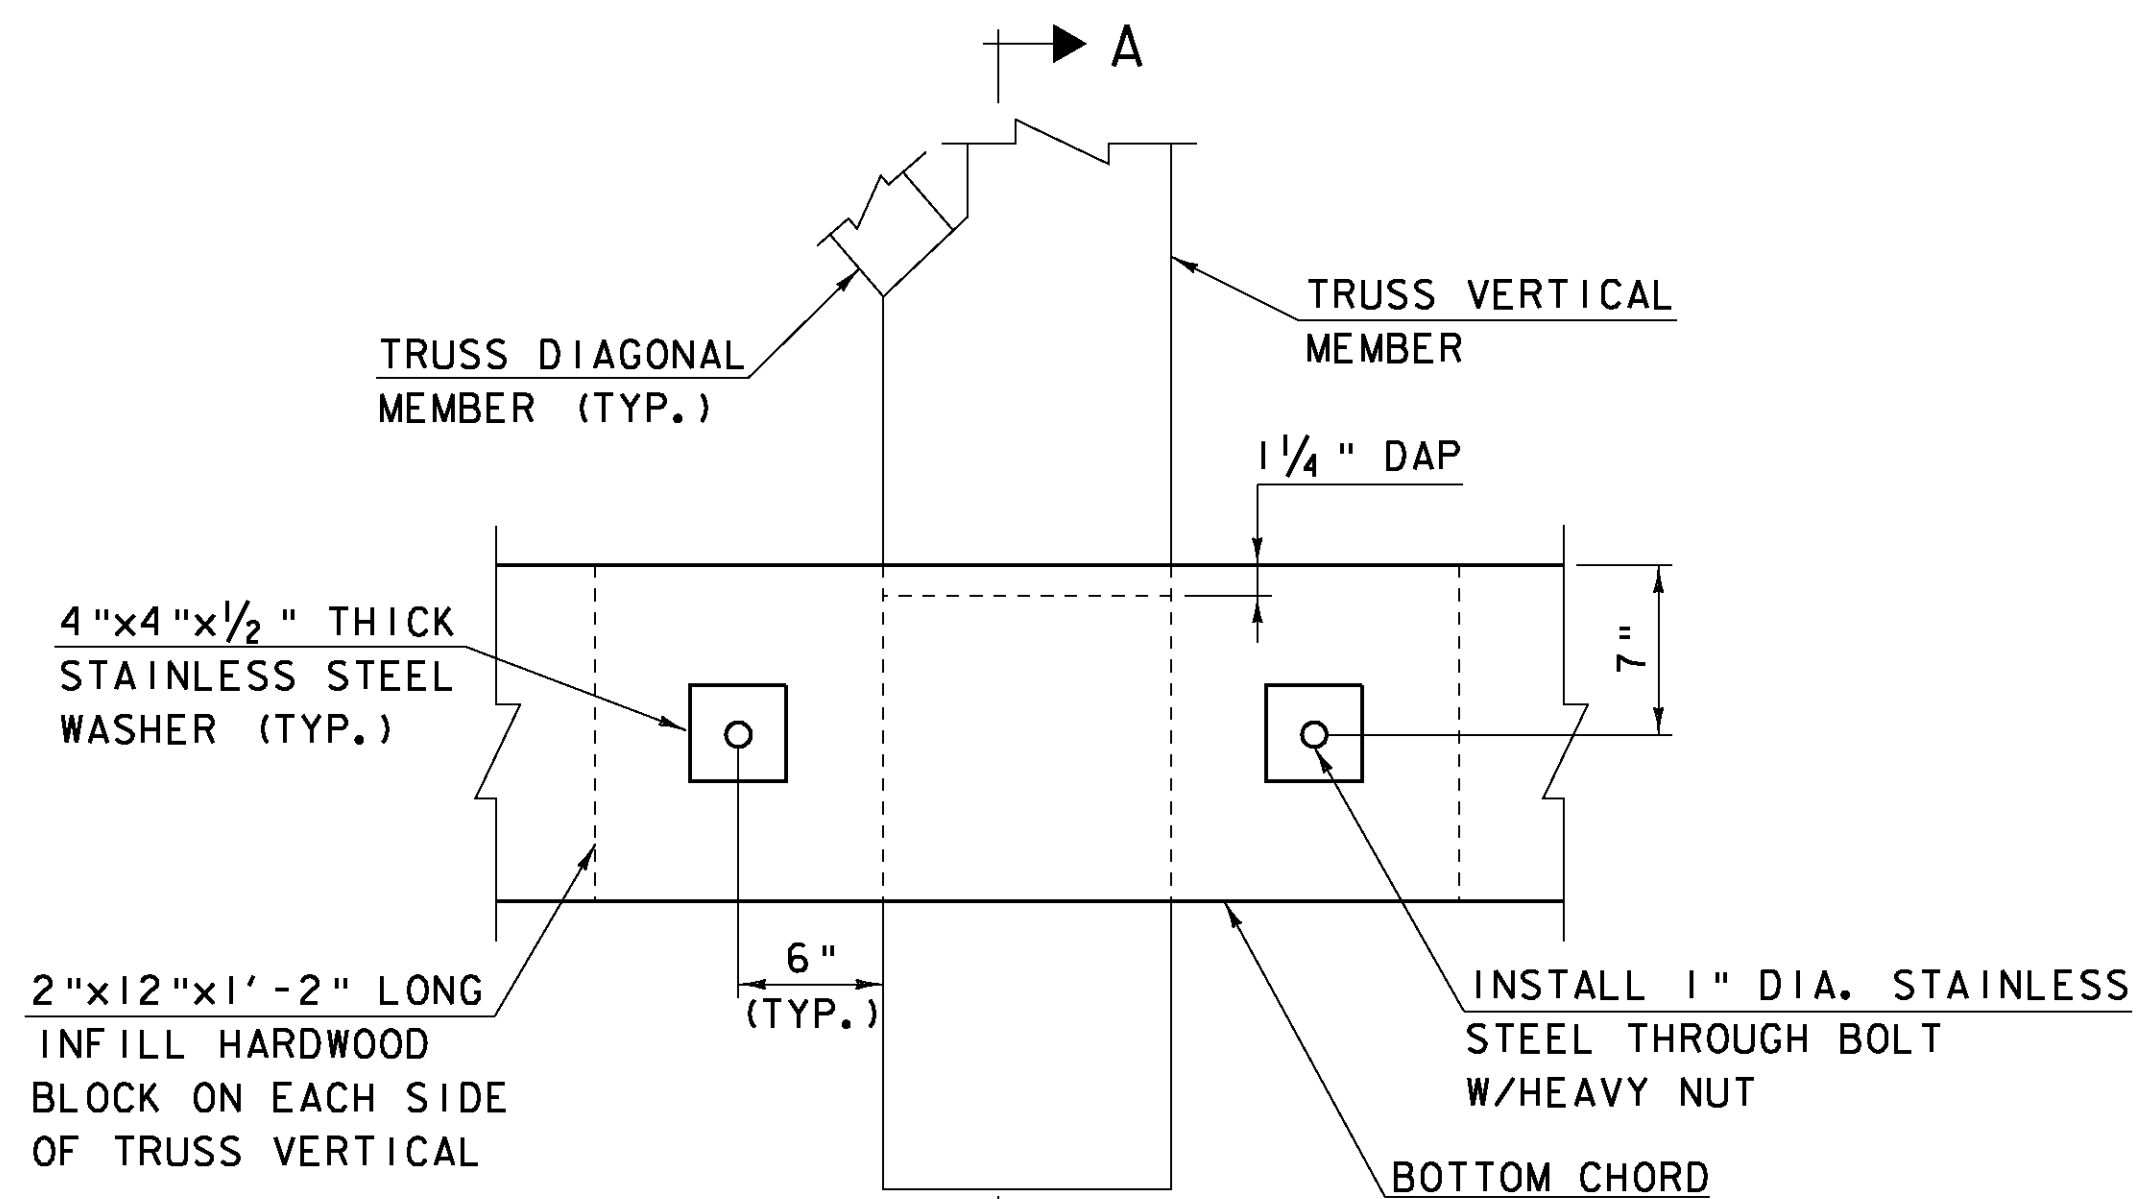 A
TRUSS VERTICAL
MEMBER
TRUSS DIAGONAL
MEMBER (TYP.)
1 1/4" DAP
4"x4"x1/2" THICK
STAINLESS STEEL
WASHER (TYP.)
7"
6"
(TYP.)
2"x12"x1'-2" LONG
INFILL HARDWOOD
BLOCK ON EACH SIDE
OF TRUSS VERTICAL
INSTALL 1" DIA. STAINLESS
STEEL THROUGH BOLT
W/HEAVY NUT
BOTTOM CHORD